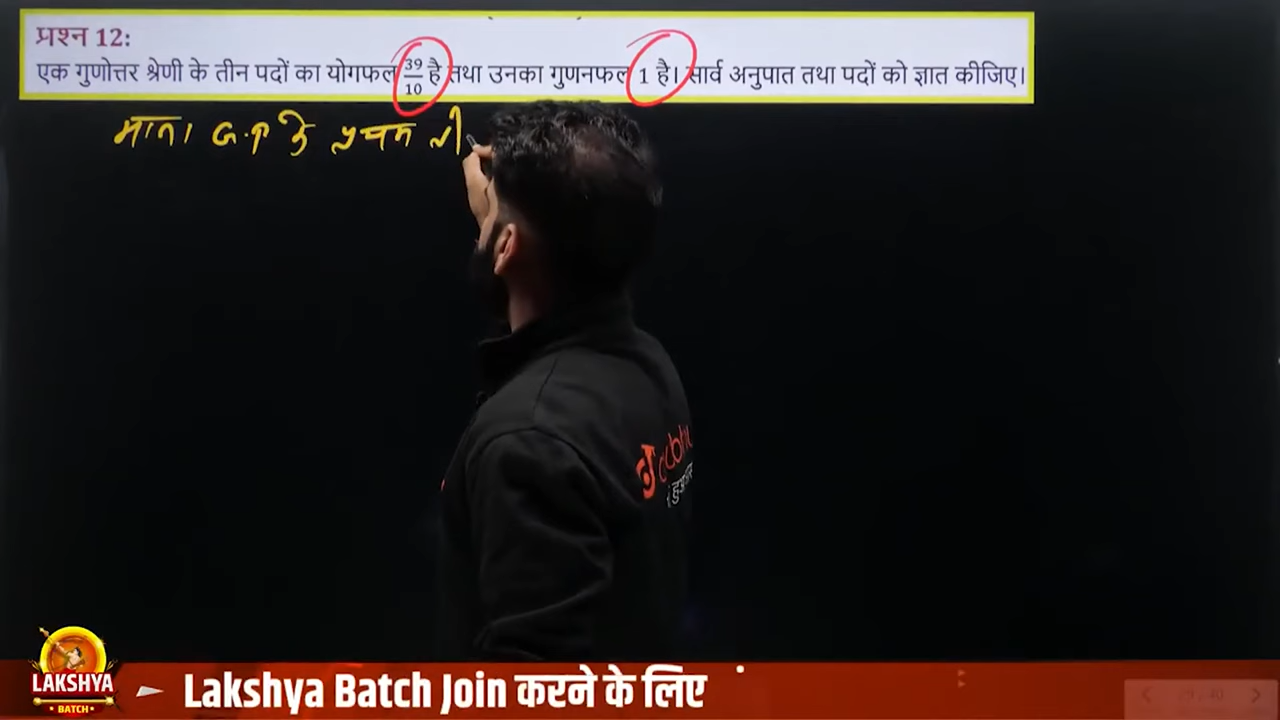 प्रश्न 12:
एक गुणोत्तर श्रेणी के तीन पदों का योगफल 39/10 है तथा उनका गुणनफल 1 है। सार्व अनुपात तथा पदों को ज्ञात कीजिए।
माना G.P के प्रथम ती
LAKSHYA
BATCH
Lakshya Batch Join करने के लिए